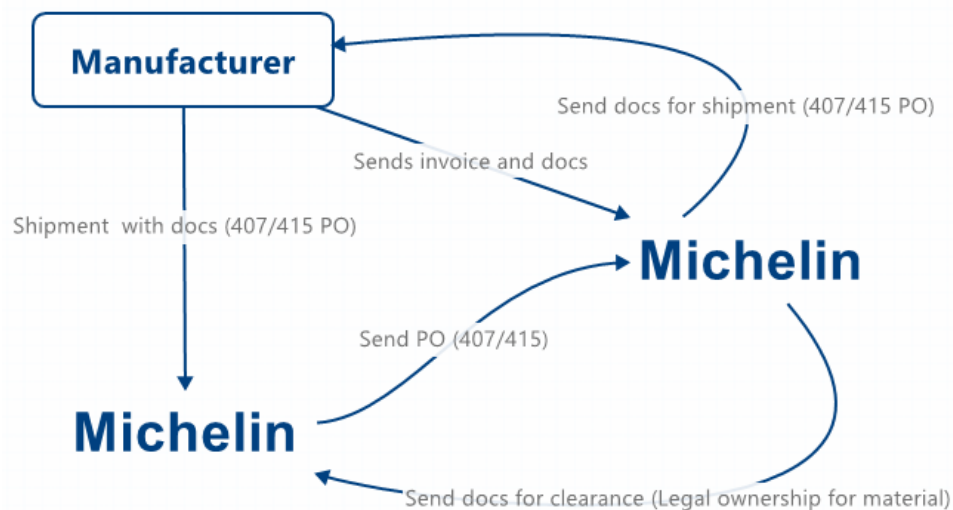 Manufacturer
Send docs for shipment (407/415 PO)
Sends invoice and docs
Shipment with docs (407/415 PO)
Michelin
Send PO (407/415)
Michelin
Send docs for clearance (Legal ownership for material)